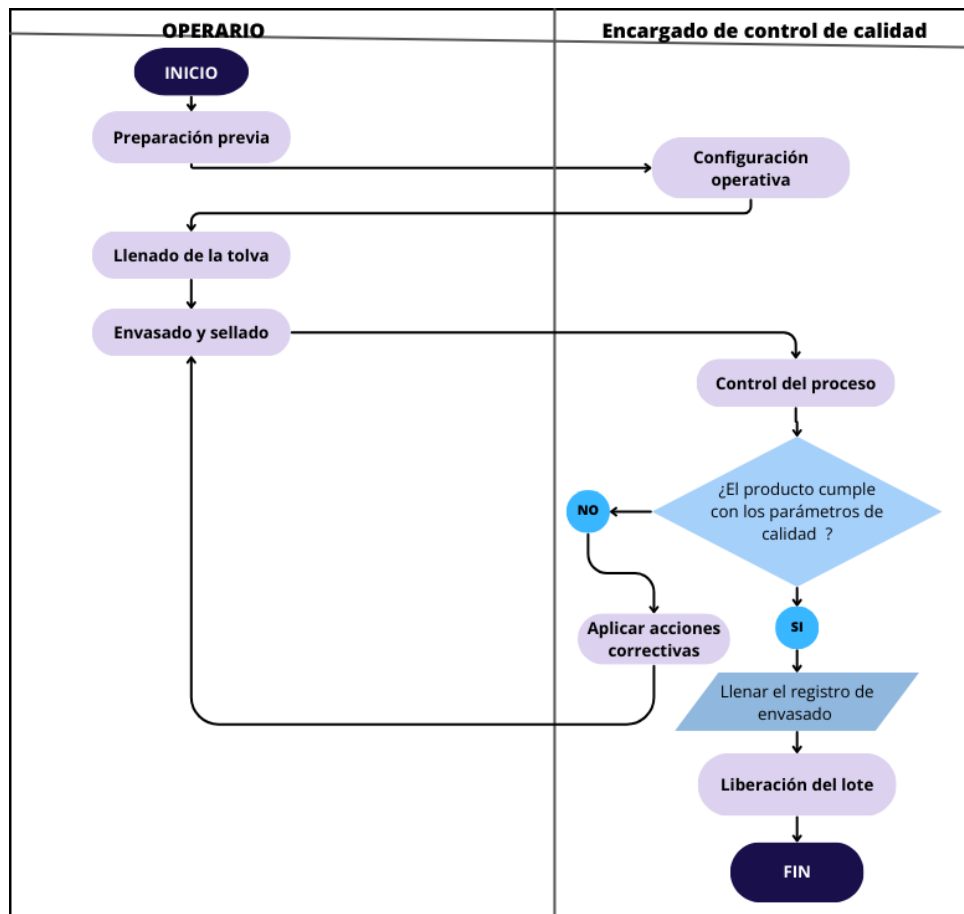 OPERARIO
Encargado de control de calidad
INICIO
Preparación previa
Configuración
operativa
Llenado de la tolva
Envasado y sellado
Control del proceso
¿El producto cumple
con los parámetros de
calidad ?
NO
Aplicar acciones
correctivas
SI
Llenar el registro de
envasado
Liberación del lote
FIN